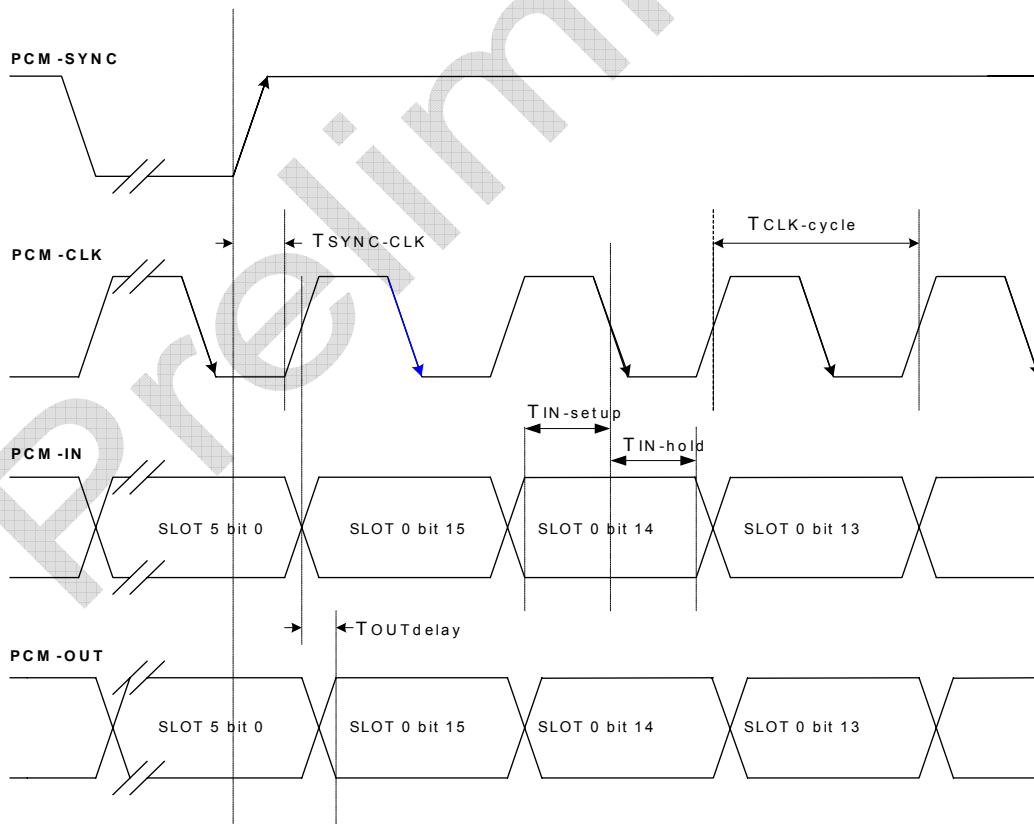 PCM-SYNC
TSYNC-CLK
TCLK-cycle
PCM-CLK
TIN-setup
TIN-hold
PCM-IN
SLOT 5 bit 0
SLOT 0 bit 15
SLOT 0 bit 14
SLOT 0 bit 13
TOUTdelay
PCM-OUT
SLOT 5 bit 0
SLOT 0 bit 15
SLOT 0 bit 14
SLOT 0 bit 13
Prelim